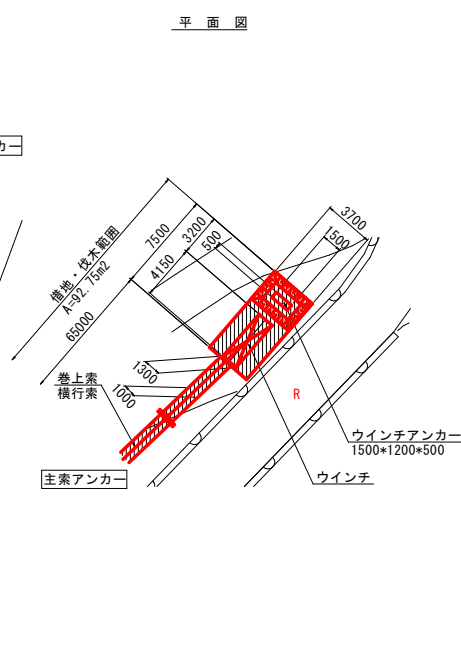 平面図
カー
3700
1500
7500
3200
500
4150
借地・伐木範囲
A=92.75m2
65000
1300
巻上索
横行索
1000
R
ウインチアンカー
1500*1200*500
主索アンカー
ウインチ